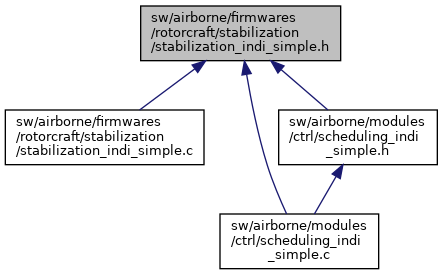 sw/airborne/firmwares
/rotorcraft/stabilization
/stabilization_indi_simple.h
sw/airborne/firmwares
/rotorcraft/stabilization
/stabilization_indi_simple.c
sw/airborne/modules
/ctrl/scheduling_indi
_simple.h
sw/airborne/modules
/ctrl/scheduling_indi
_simple.c